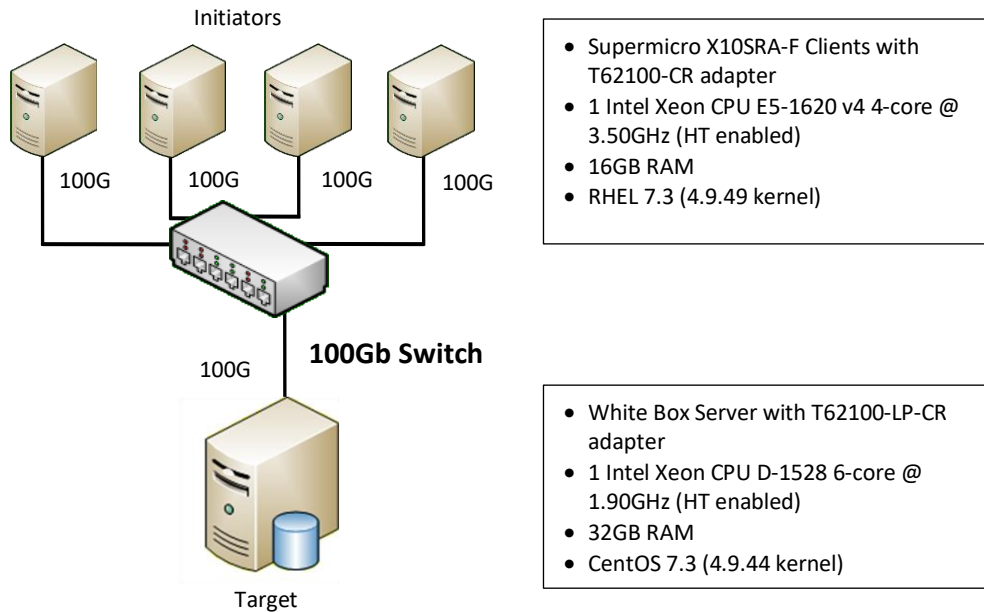 Initiators
100G
100G
100G
100G
100Gb Switch
100G
Target
• Supermicro X10SRA-F Clients with
T62100-CR adapter
• 1 Intel Xeon CPU E5-1620 v4 4-core @
3.50GHz (HT enabled)
• 16GB RAM
• RHEL 7.3 (4.9.49 kernel)
• White Box Server with T62100-LP-CR
adapter
• 1 Intel Xeon CPU D-1528 6-core @
1.90GHz (HT enabled)
• 32GB RAM
• CentOS 7.3 (4.9.44 kernel)